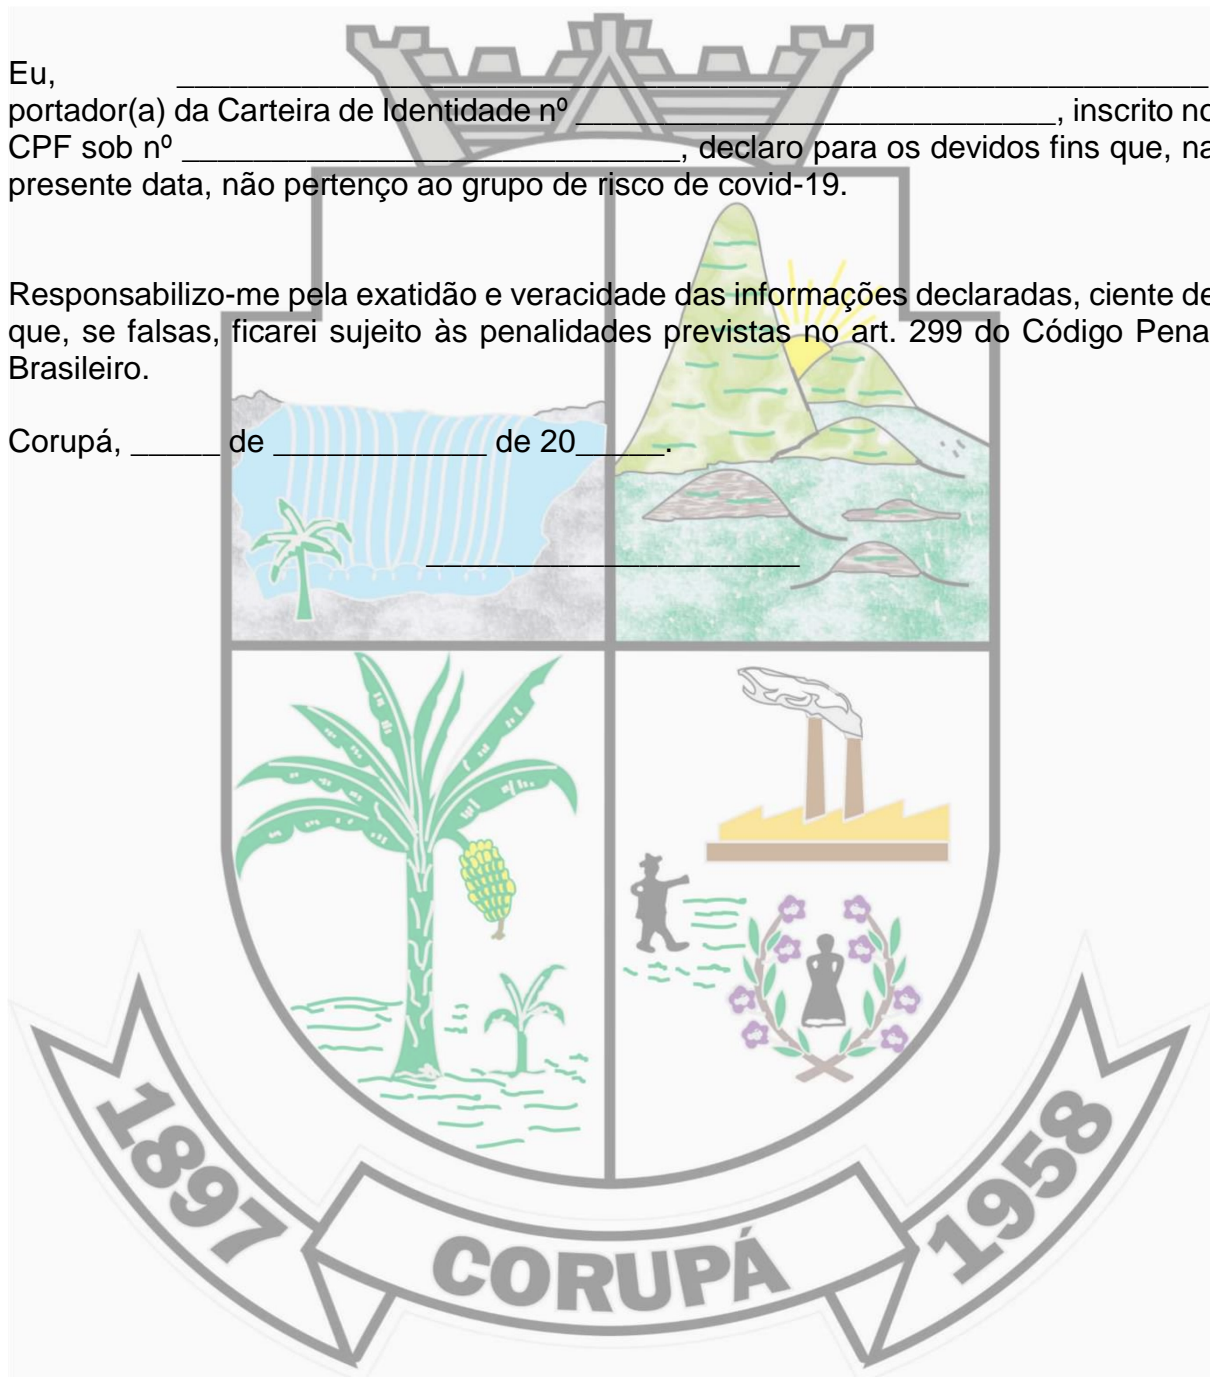 Eu, __________________________________________________________
portador(a) da Carteira de Identidade nº ___________________________, inscrito no
CPF sob nº ____________________________, declaro para os devidos fins que, na
presente data, não pertenço ao grupo de risco de covid-19.
Responsabilizo-me pela exatidão e veracidade das informações declaradas, ciente de
que, se falsas, ficarei sujeito às penalidades previstas no art. 299 do Código Pena
Brasileiro.
Corupá, _____ de ____________ de 20_____.
_____________________
1897
CORUPÁ
1958